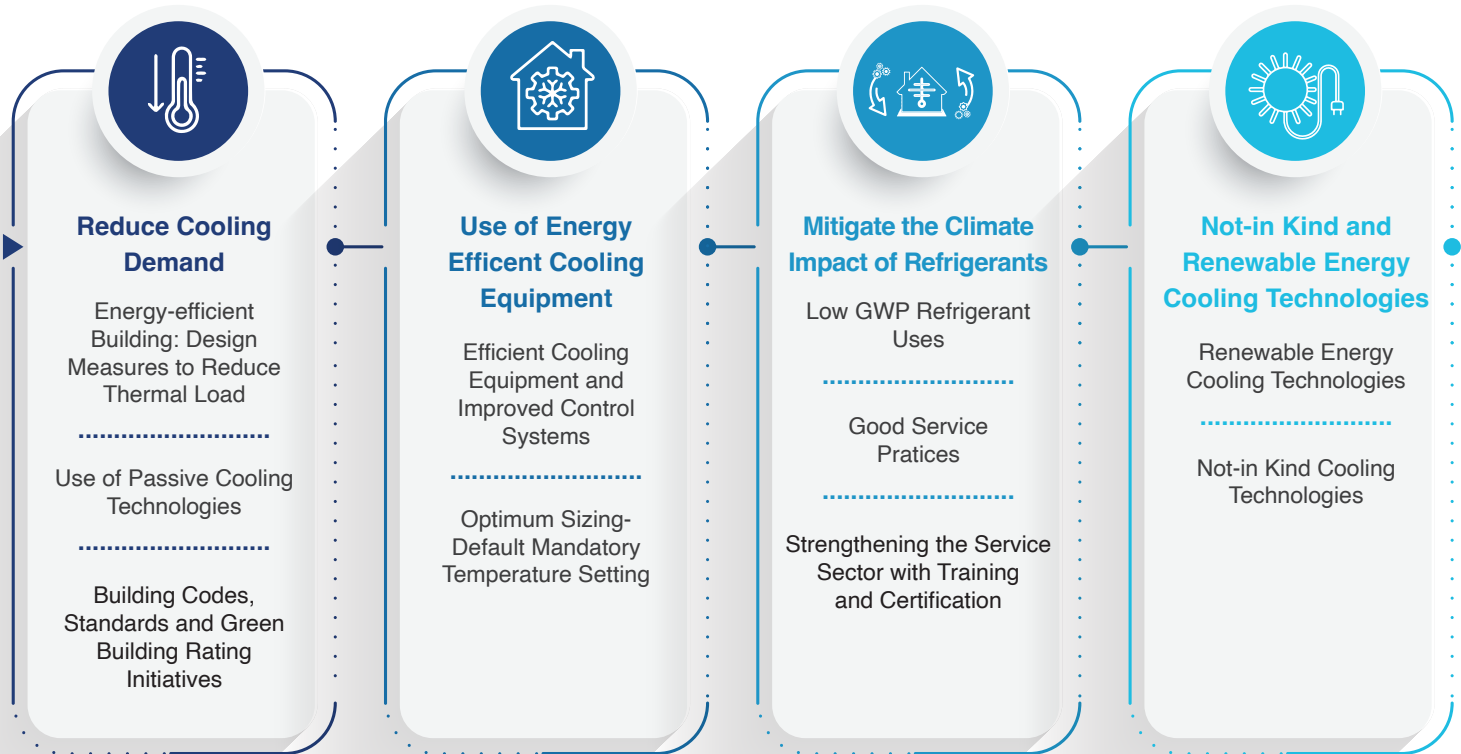 Reduce Cooling
Demand
Energy-efficient
Building: Design
Measures to Reduce
Thermal Load
Use of Passive Cooling
Technologies
Building Codes,
Standards and Green
Building Rating
Initiatives
Use of Energy
Efficent Cooling
Equipment
Efficient Cooling
Equipment and
Improved Control
Systems
Optimum Sizing-
Default Mandatory
Temperature Setting
Mitigate the Climate
Impact of Refrigerants
Low GWP Refrigerant
Uses
Good Service
Pratices
Strengthening the Service
Sector with Training
and Certification
Not-in Kind and
Renewable Energy
Cooling Technologies
Renewable Energy
Cooling Technologies
Not-in Kind Cooling
Technologies